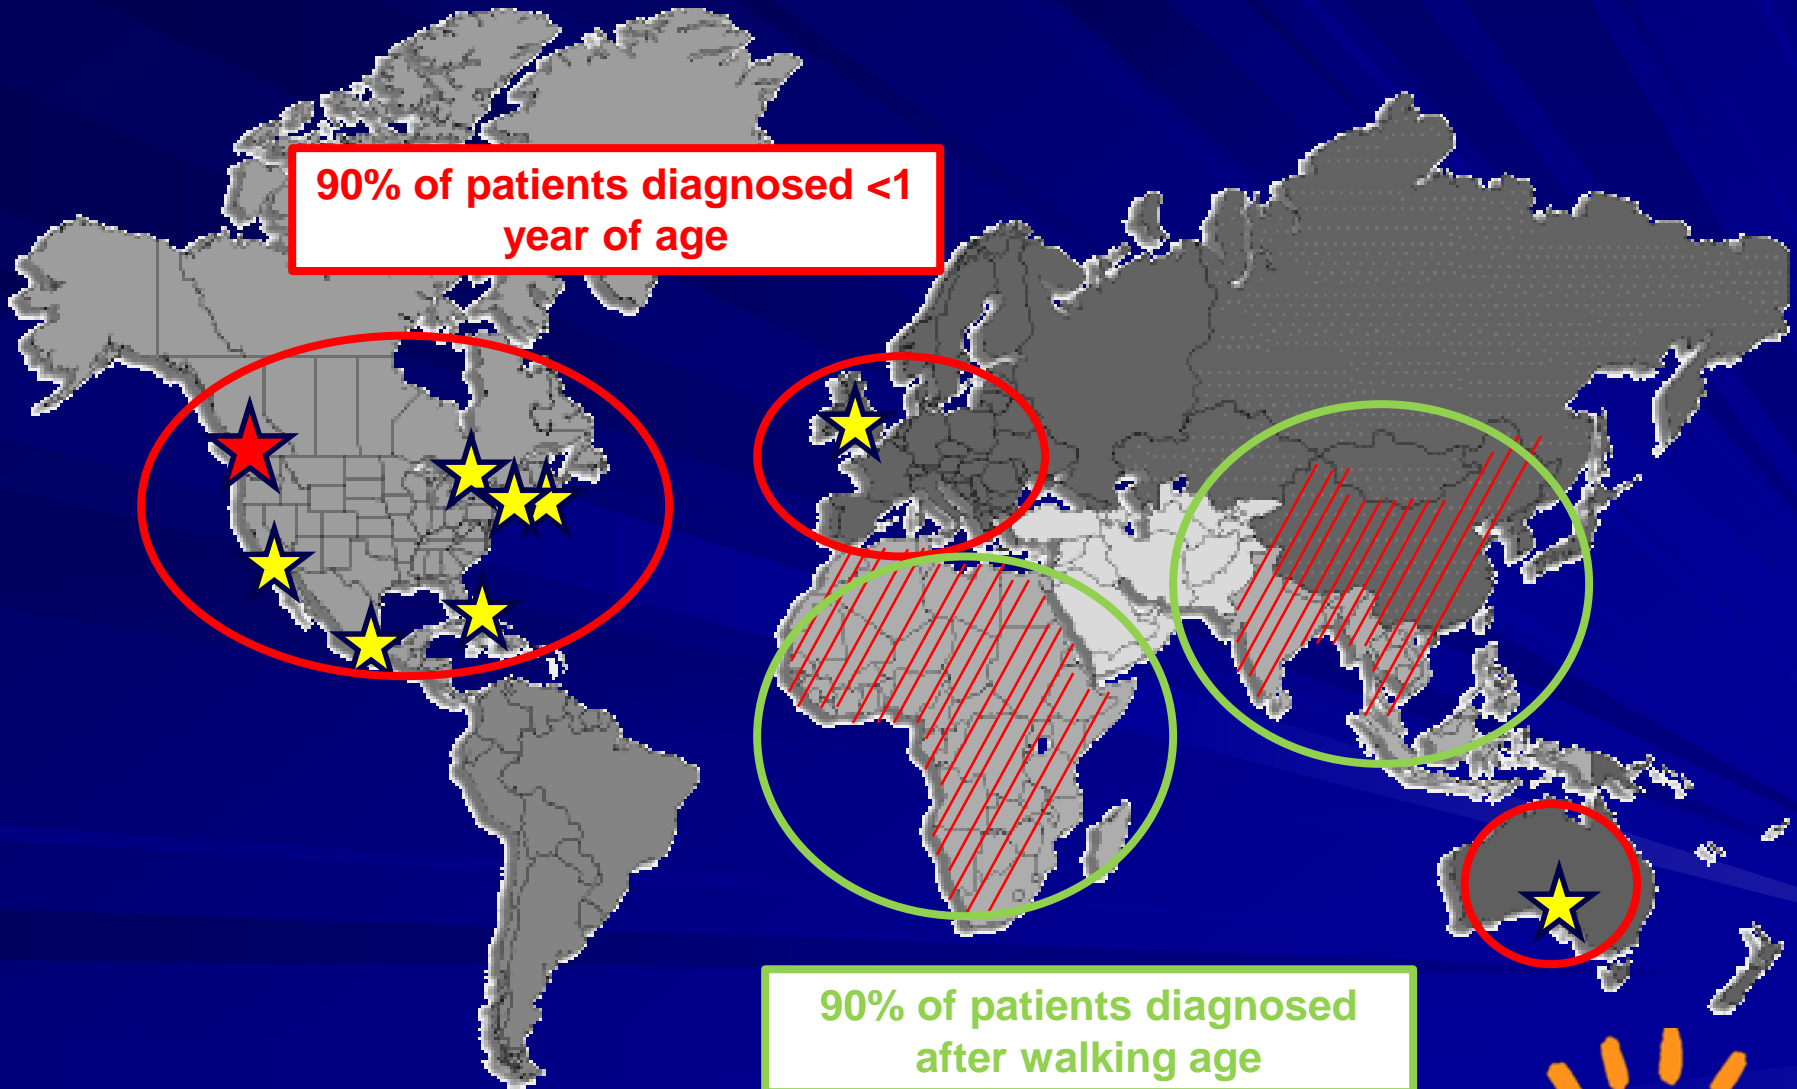 90% of patients diagnosed <1
year of age
90% of patients diagnosed
after walking age